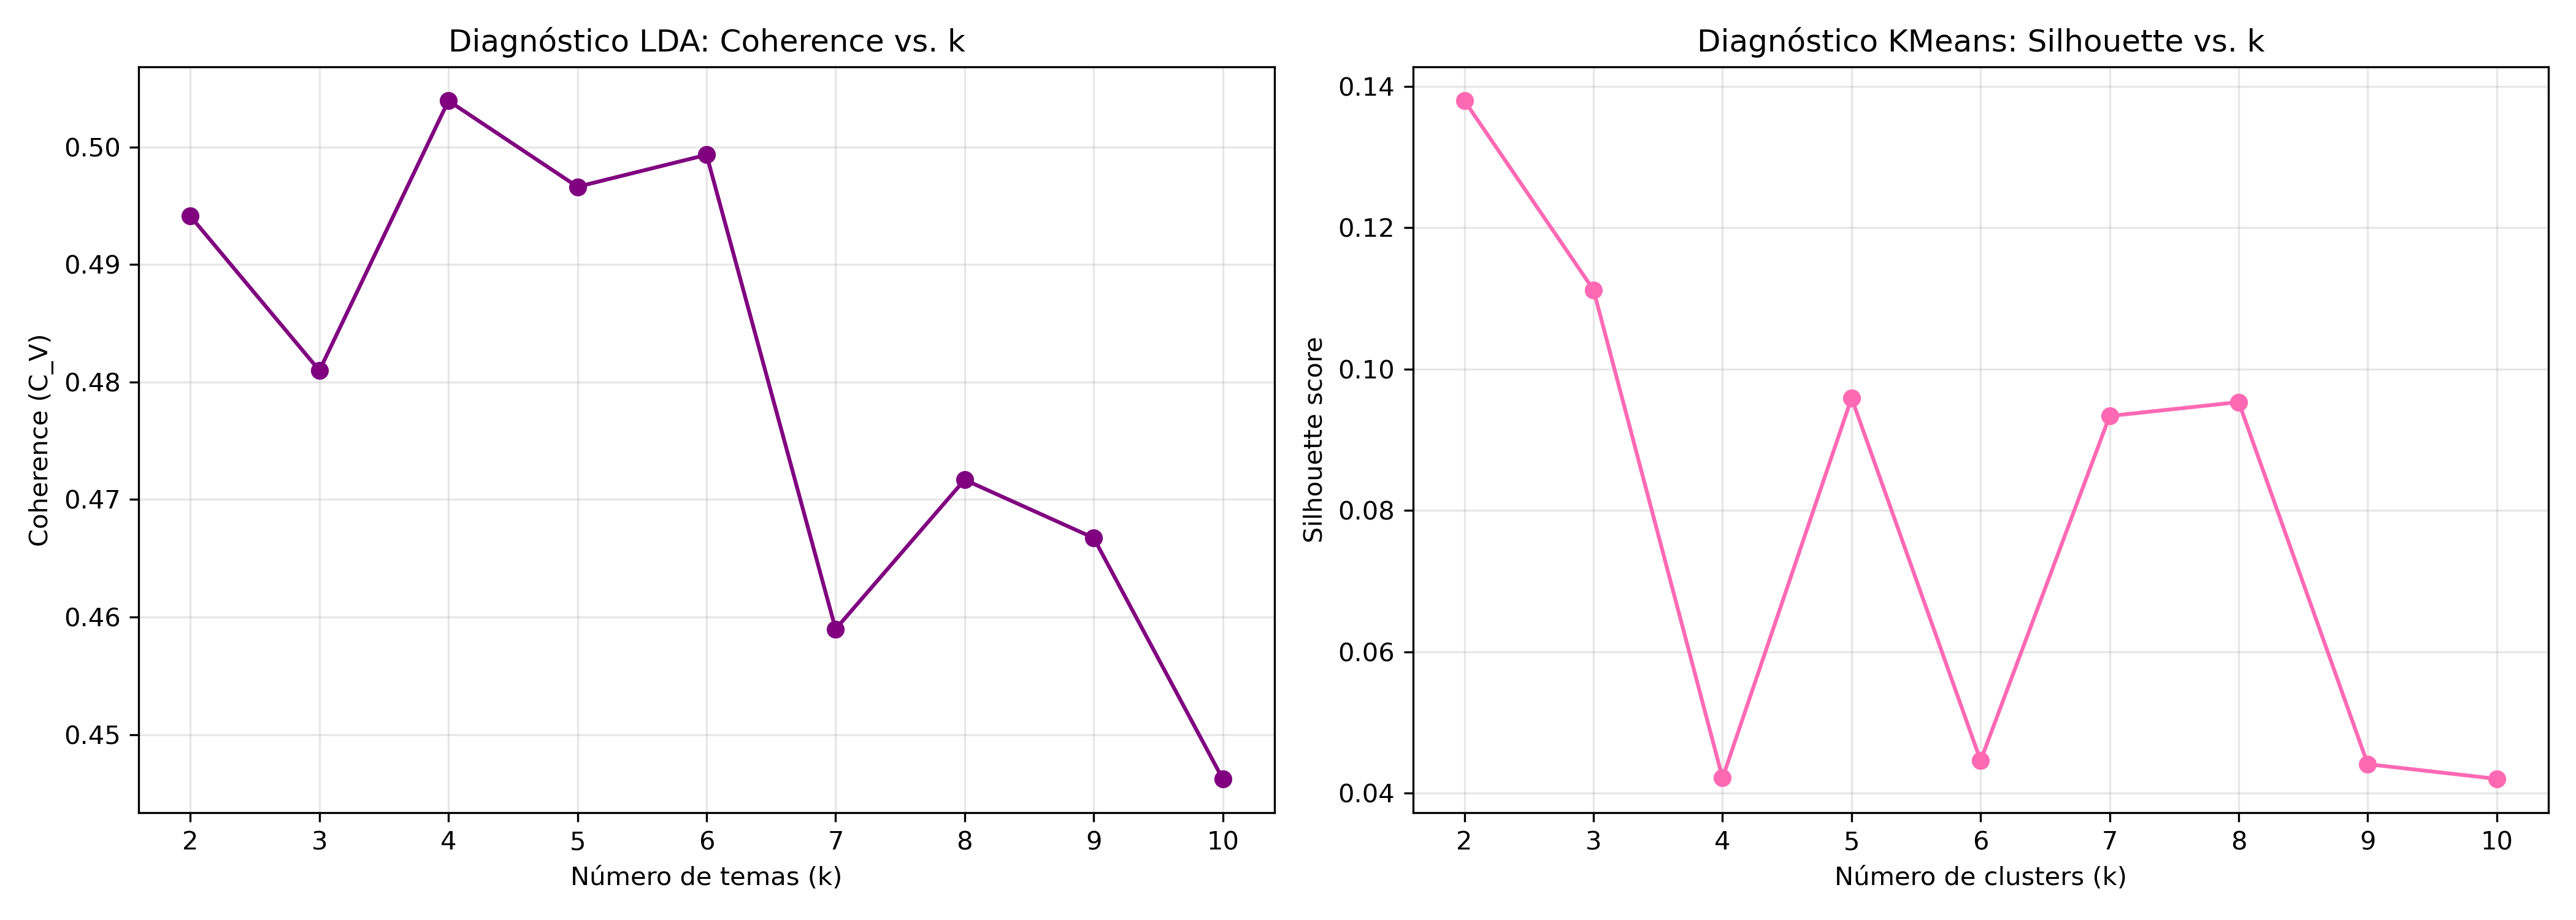 Diagnóstico LDA: Coherence vs. k
Coherence (C_V)
0.50
0.49
0.48
0.47
0.46
0.45
2 3 4 5 6 7 8 9 10
Número de temas (k)
Diagnóstico KMeans: Silhouette vs. k
Silhouette score
0.14
0.12
0.10
0.08
0.06
0.04
2 3 4 5 6 7 8 9 10
Número de clusters (k)